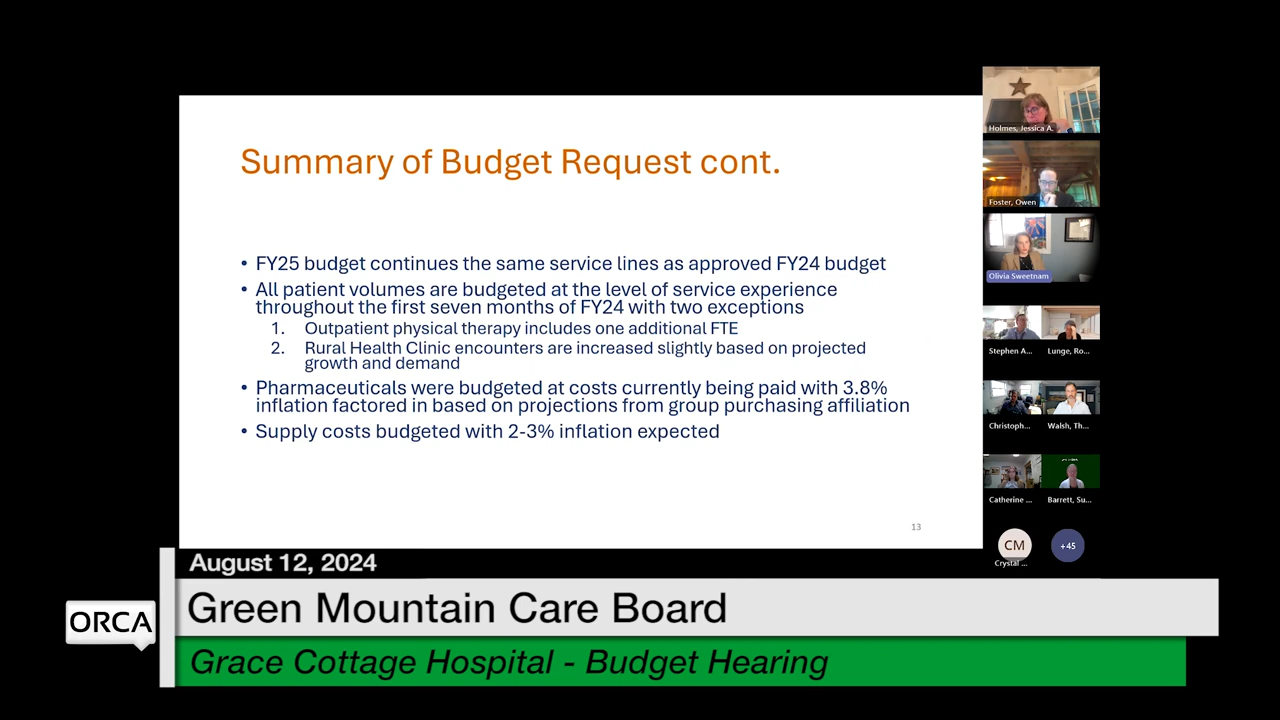 Summary of Budget Request cont.
• FY25 budget continues the same service lines as approved FY24 budget
• All patient volumes are budgeted at the level of service experience
throughout the first seven months of FY24 with two exceptions
1. Outpatient physical therapy includes one additional FTE
2. Rural Health Clinic encounters are increased slightly based on projected
growth and demand
• Pharmaceuticals were budgeted at costs currently being paid with 3.8%
inflation factored in based on projections from group purchasing affiliation
• Supply costs budgeted with 2-3% inflation expected
13
Holmes, Jessica A.
Foster, Owen
Olivia Sweetnam
Stephen A...
Lunge, Ro...
Christoph...
Walsh, Th...
Catherine ...
Barrett, Su...
CM
Crystal ...
+45
August 12, 2024
ORCA
Green Mountain Care Board
Grace Cottage Hospital - Budget Hearing